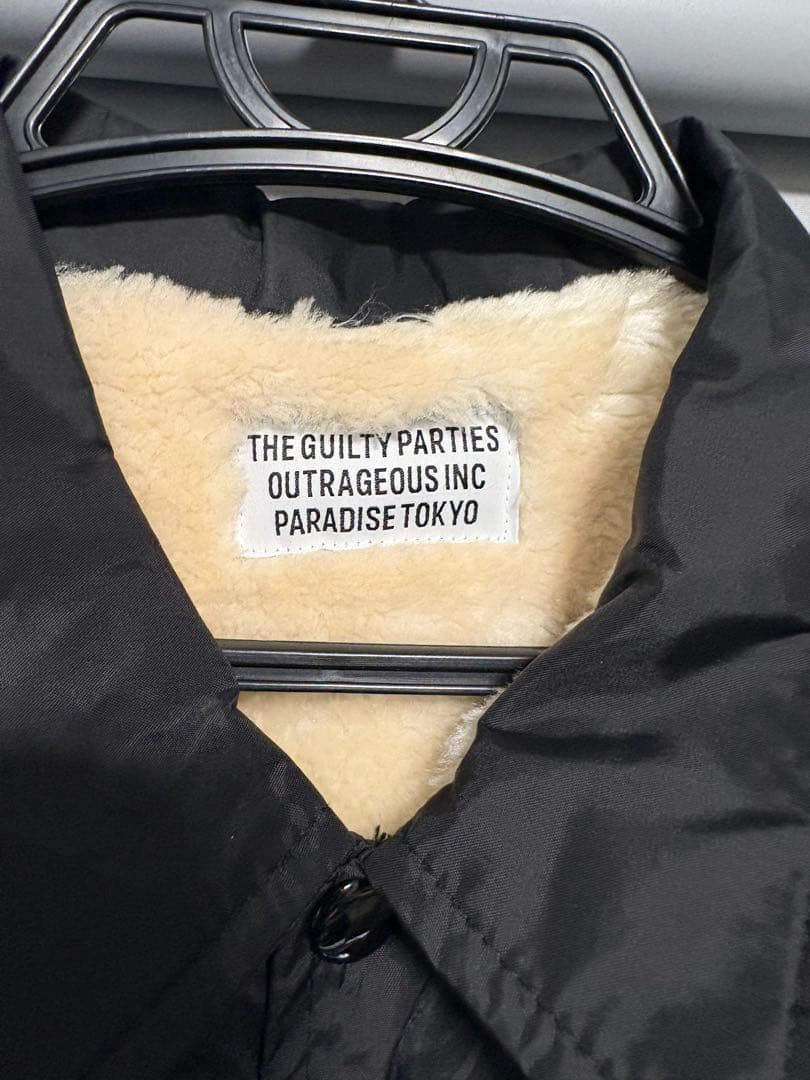 THE GUILTY PARTIES
OUTRAGEOUS INC
PARADISE TOKYO